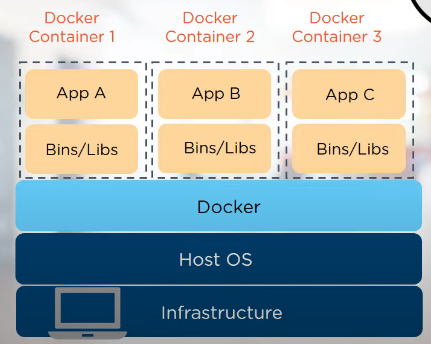 Docker
Container 1
Docker
Container 2
Docker
Container 3
App A
App B
App C
Bins/Libs
Bins/Libs
Bins/Libs
Docker
Host OS
Infrastructure